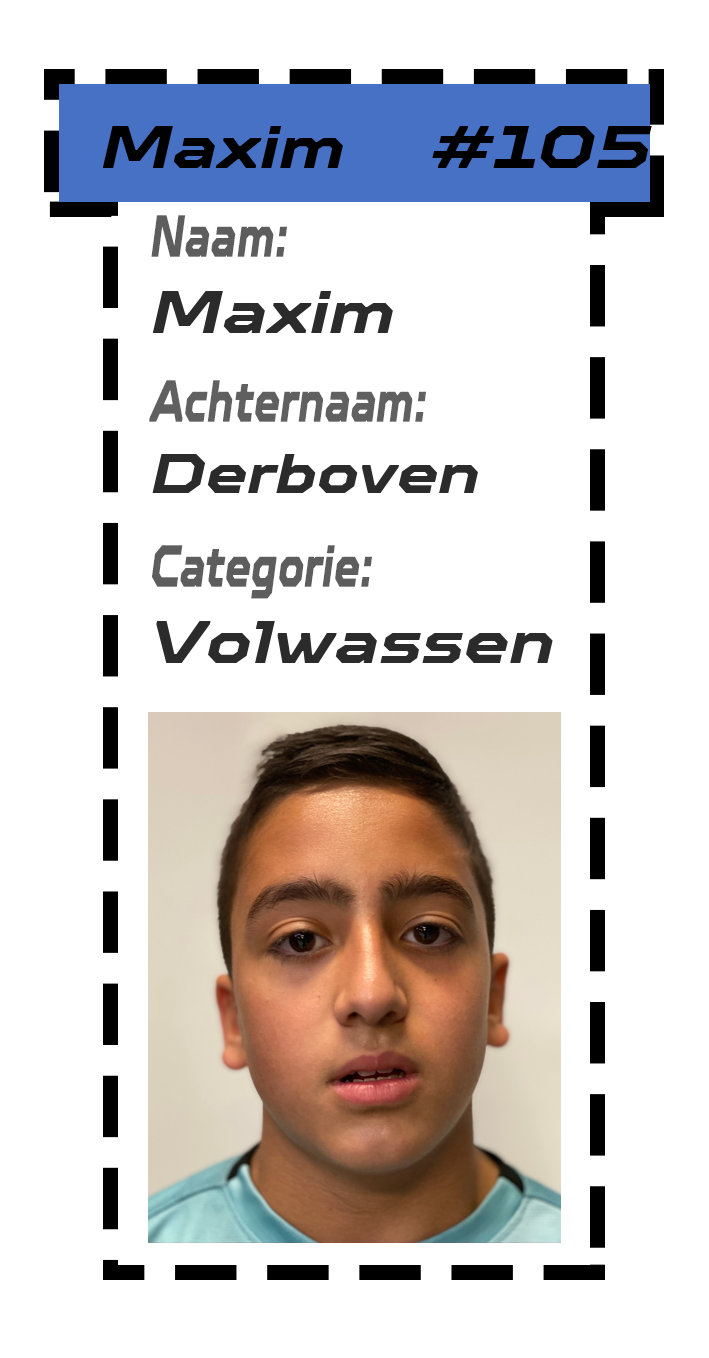 Maxim #105
Naam:
Maxim
Achternaam:
Derboven
Categorie:
Volwassen